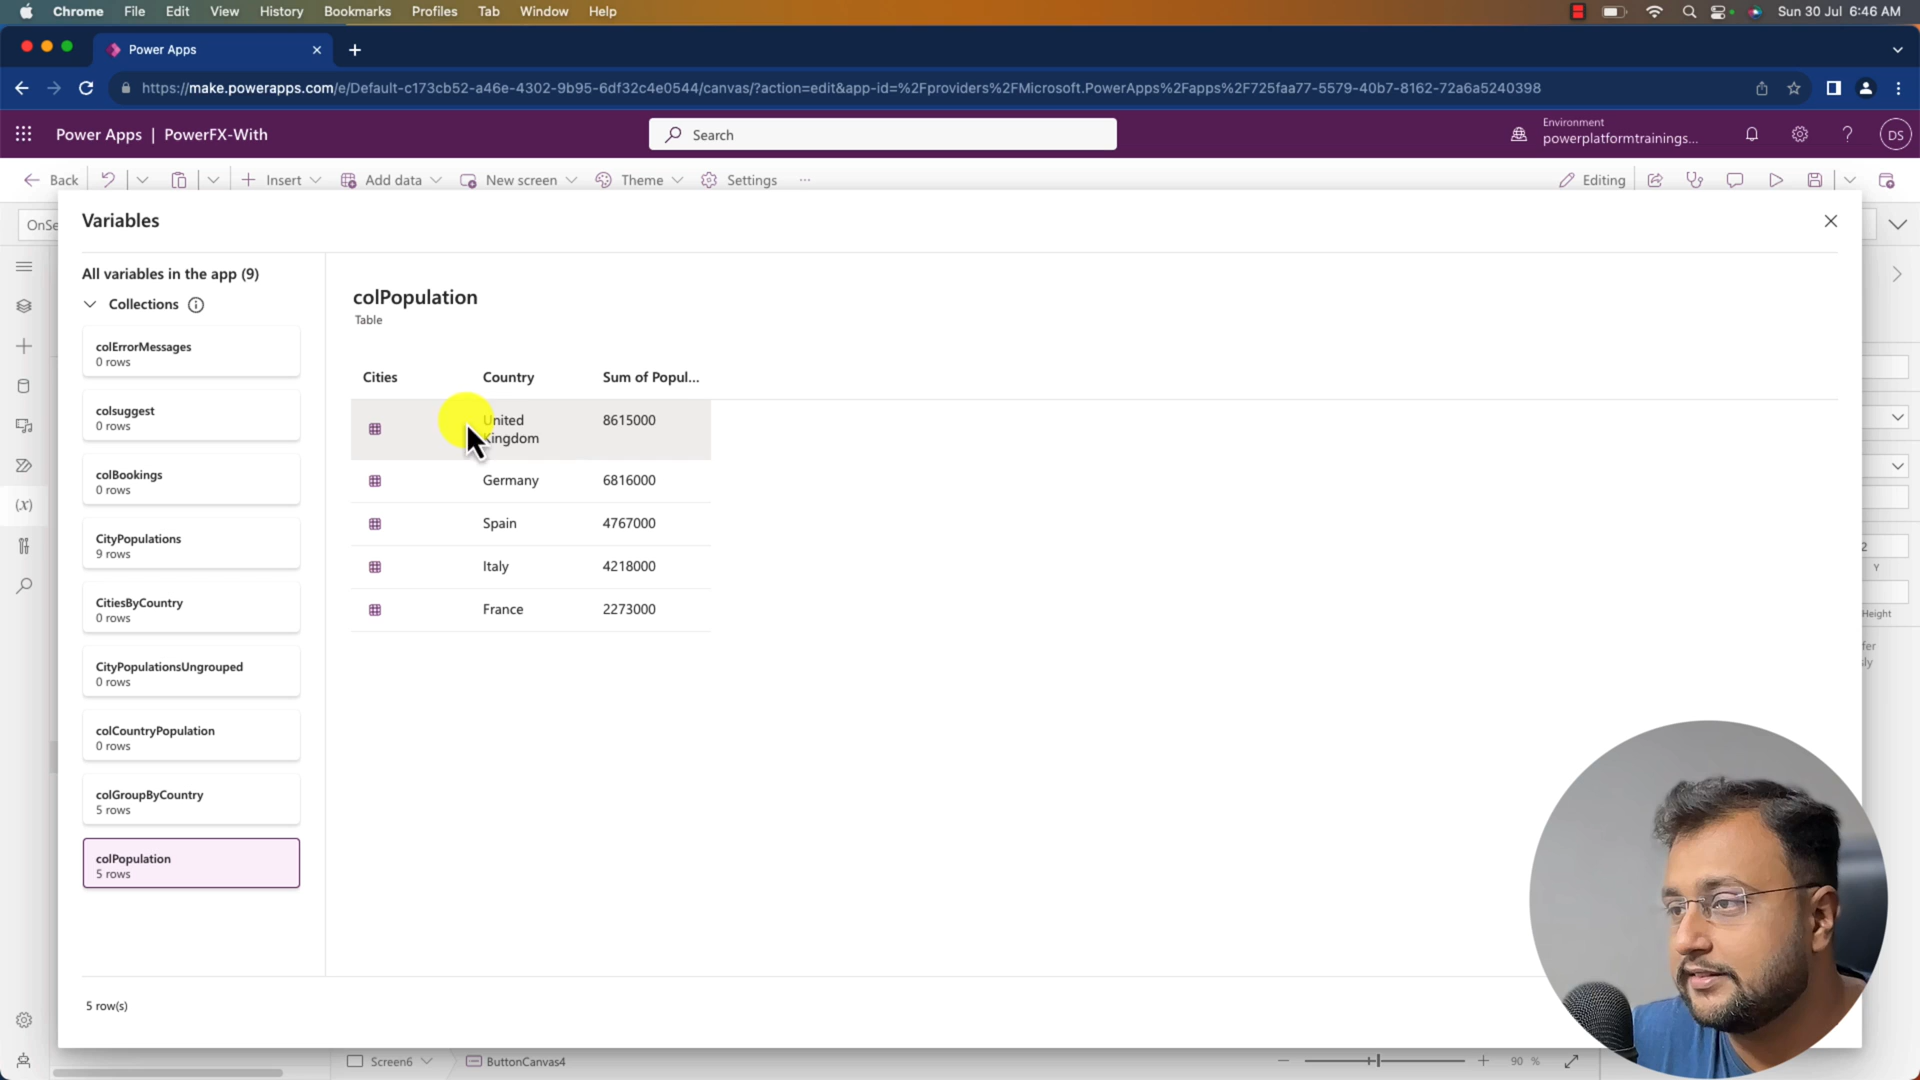 Chrome File Edit View History Bookmarks Profiles Tab Window Help Sun 30 Jul 6:46 AM
Power Apps
https://make.powerapps.com/e/Default-c173cb52-a46e-4302-9b95-6df32c4e0544/canvas/?action=edit&app-id=%2Fproviders%2FMicrosoft.PowerApps%2Fapps%2F725faa77-5579-40b7-8162-72a6a5240398
Power Apps | PowerFX-With Search Environment
powerplatformtrainings... DS
Back Insert Add data New screen Theme Settings ... Editing
OnSe
Variables
All variables in the app (9)
Collections
colErrorMessages
0 rows
colsuggest
0 rows
colBookings
0 rows
CityPopulations
9 rows
CitiesByCountry
0 rows
CityPopulationsUngrouped
0 rows
colCountryPopulation
0 rows
colGroupByCountry
5 rows
colPopulation
5 rows
colPopulation
Table
Cities Country Sum of Popul...
United Kingdom 8615000
Germany 6816000
Spain 4767000
Italy 4218000
France 2273000
5 row(s)
2
Y
Height
fer
ly
Screen6 ButtonCanvas4 90 %